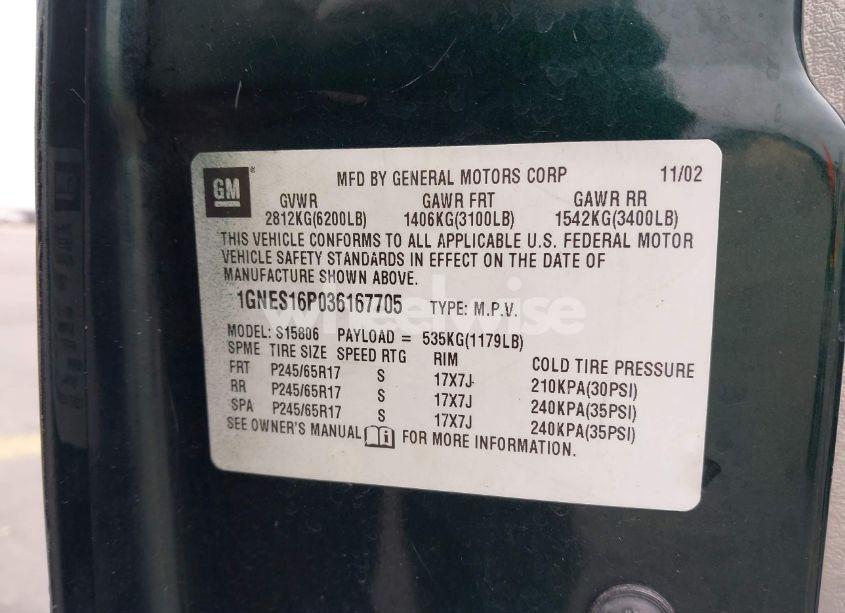 GM
MFD BY GENERAL MOTORS CORP 11/02
GVWR GAWR FRT GAWR RR
2812KG(6200LB) 1406KG(3100LB) 1542KG(3400LB)
THIS VEHICLE CONFORMS TO ALL APPLICABLE U.S. FEDERAL MOTOR
VEHICLE SAFETY STANDARDS IN EFFECT ON THE DATE OF
MANUFACTURE SHOWN ABOVE.
1GNES16P036167705 TYPE: M.P.V.
wheelwise
MODEL: S15806 PAYLOAD = 535KG(1179LB)
SPME TIRE SIZE SPEED RTG RIM COLD TIRE PRESSURE
FRT P245/65R17 S 17X7J 210KPA(30PSI)
RR P245/65R17 S 17X7J 240KPA(35PSI)
SPA P245/65R17 S 17X7J 240KPA(35PSI)
SEE OWNER'S MANUAL i FOR MORE INFORMATION.